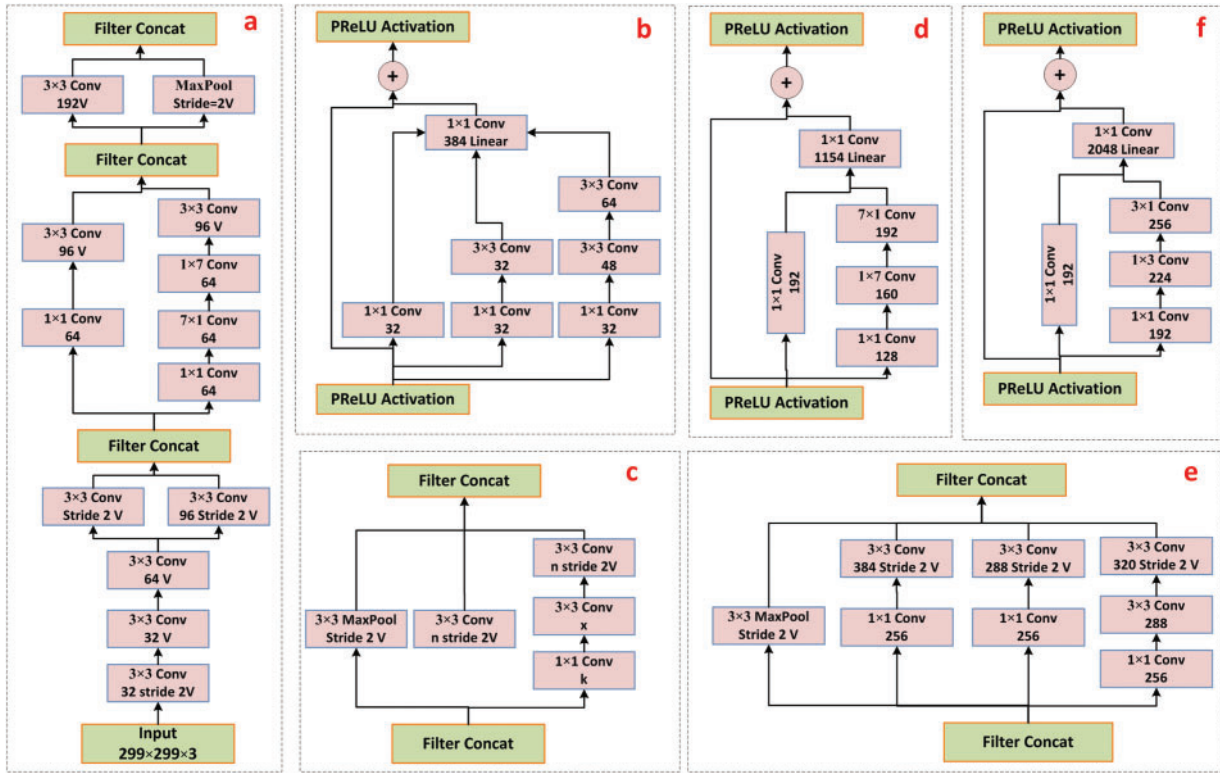 a
Filter Concat
3×3 Conv
192V
MaxPool
Stride=2V
Filter Concat
3×3 Conv
96 V
3×3 Conv
96 V
1×7 Conv
64
1×1 Conv
64
7×1 Conv
64
1×1 Conv
64
Filter Concat
3×3 Conv
Stride 2 V
3×3 Conv
96 Stride 2 V
3×3 Conv
64 V
3×3 Conv
32 V
3×3 Conv
32 stride 2V
Input
299×299×3
b
PReLU Activation
+
1×1 Conv
384 Linear
3×3 Conv
64
3×3 Conv
32
3×3 Conv
48
1×1 Conv
32
1×1 Conv
32
1×1 Conv
32
PReLU Activation
d
PReLU Activation
+
1×1 Conv
1154 Linear
7×1 Conv
192
1×1 Conv
192
1×7 Conv
160
1×1 Conv
128
PReLU Activation
f
PReLU Activation
+
1×1 Conv
2048 Linear
3×1 Conv
256
1×1 Conv
192
1×3 Conv
224
1×1 Conv
192
PReLU Activation
c
Filter Concat
3×3 Conv
n stride 2V
3×3 MaxPool
Stride 2 V
3×3 Conv
n stride 2V
3×3 Conv
x
1×1 Conv
k
Filter Concat
e
Filter Concat
3×3 Conv
384 Stride 2 V
3×3 Conv
288 Stride 2 V
3×3 Conv
320 Stride 2 V
3×3 MaxPool
Stride 2 V
1×1 Conv
256
1×1 Conv
256
3×3 Conv
288
1×1 Conv
256
Filter Concat